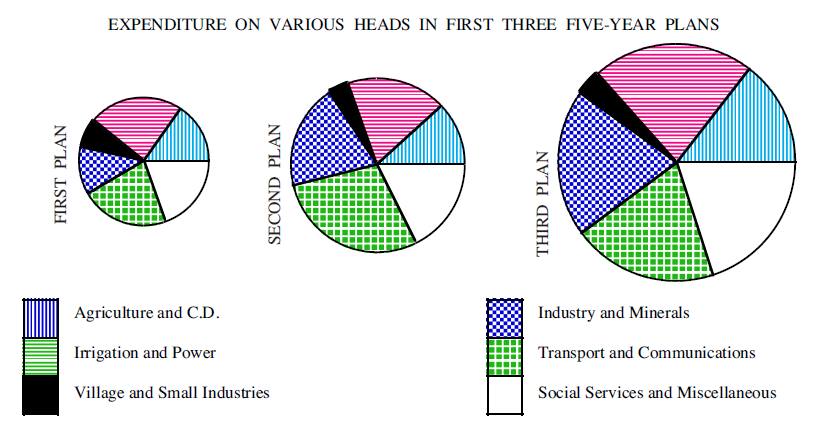 EXPENDITURE ON VARIOUS HEADS IN FIRST THREE FIVE-YEAR PLANS
FIRST PLAN
SECOND PLAN
THIRD PLAN
Agriculture and C.D.
Irrigation and Power
Village and Small Industries
Industry and Minerals
Transport and Communications
Social Services and Miscellaneous